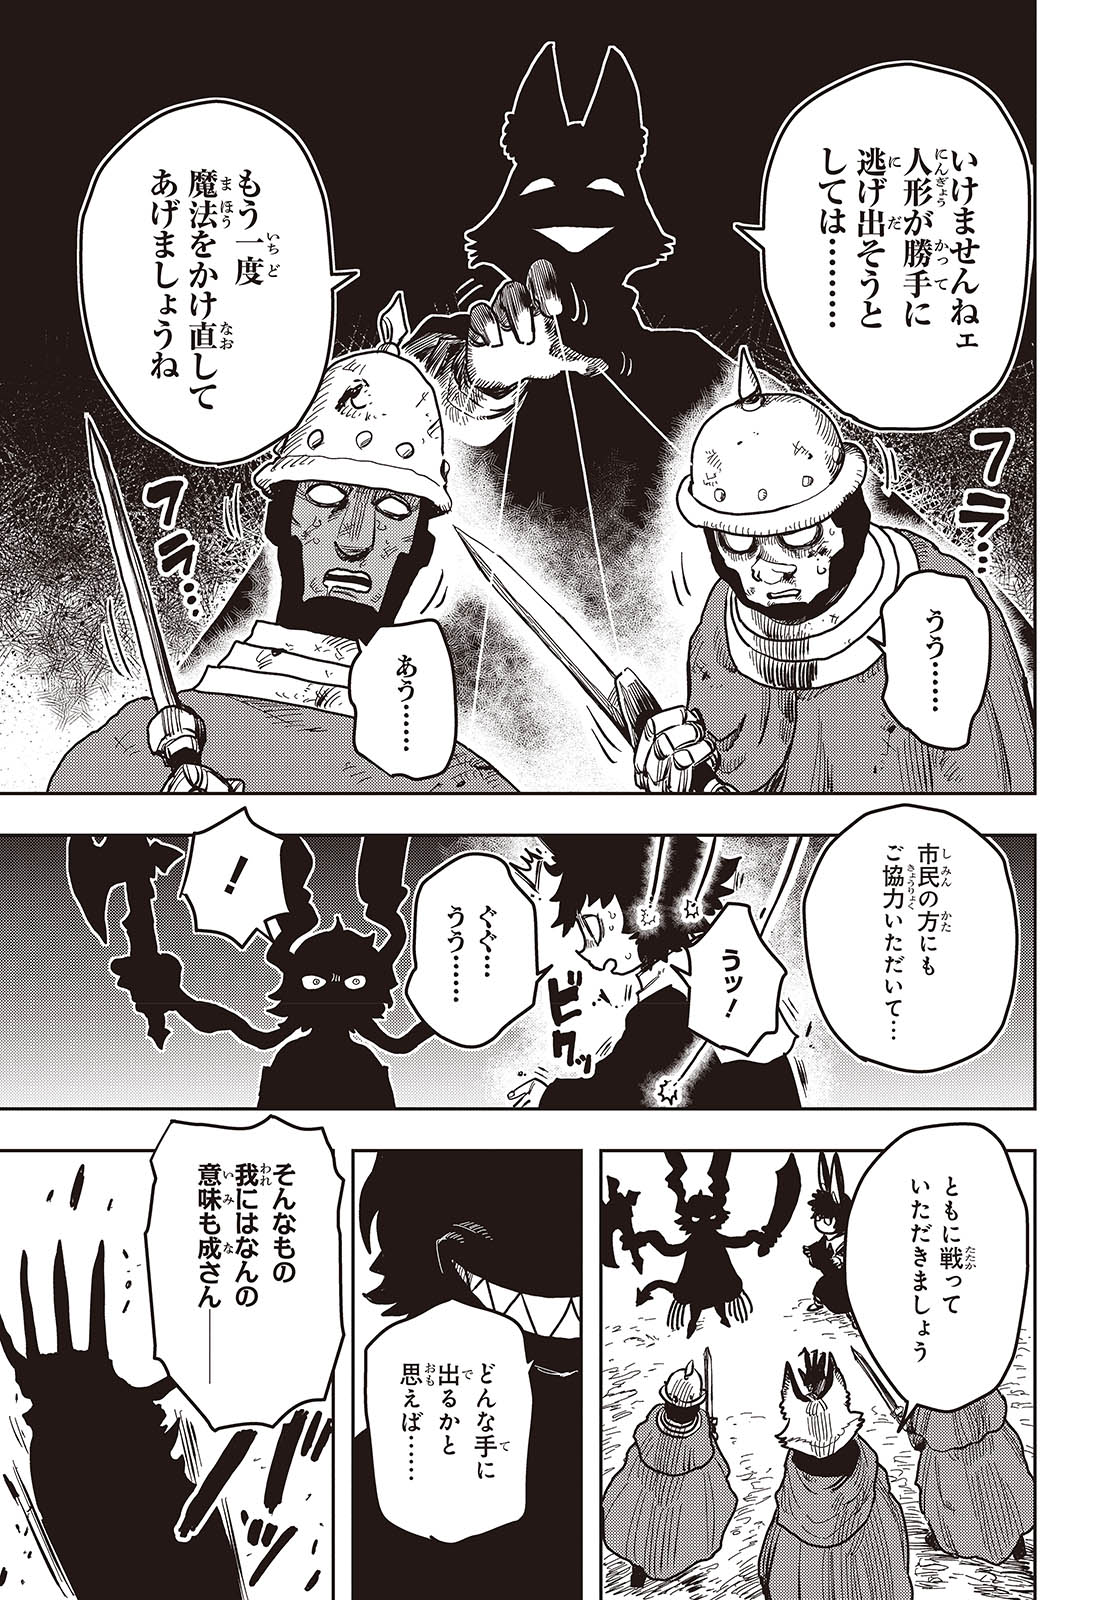 いけませんねェ
人形が勝手に
逃げ出そうと
しては………
もう一度
魔法をかけ直して
あげましょうね
フラ…
フラ…
うう……
あう……
市民の方にも
ご協力いただいて…
うッ！
ビクッ
ぐぐ…
うう……
！
ともに戦って
いただきましょう
どんな手に
出るかと
思えば……
そんなもの
我にはなんの
意味も成さん──